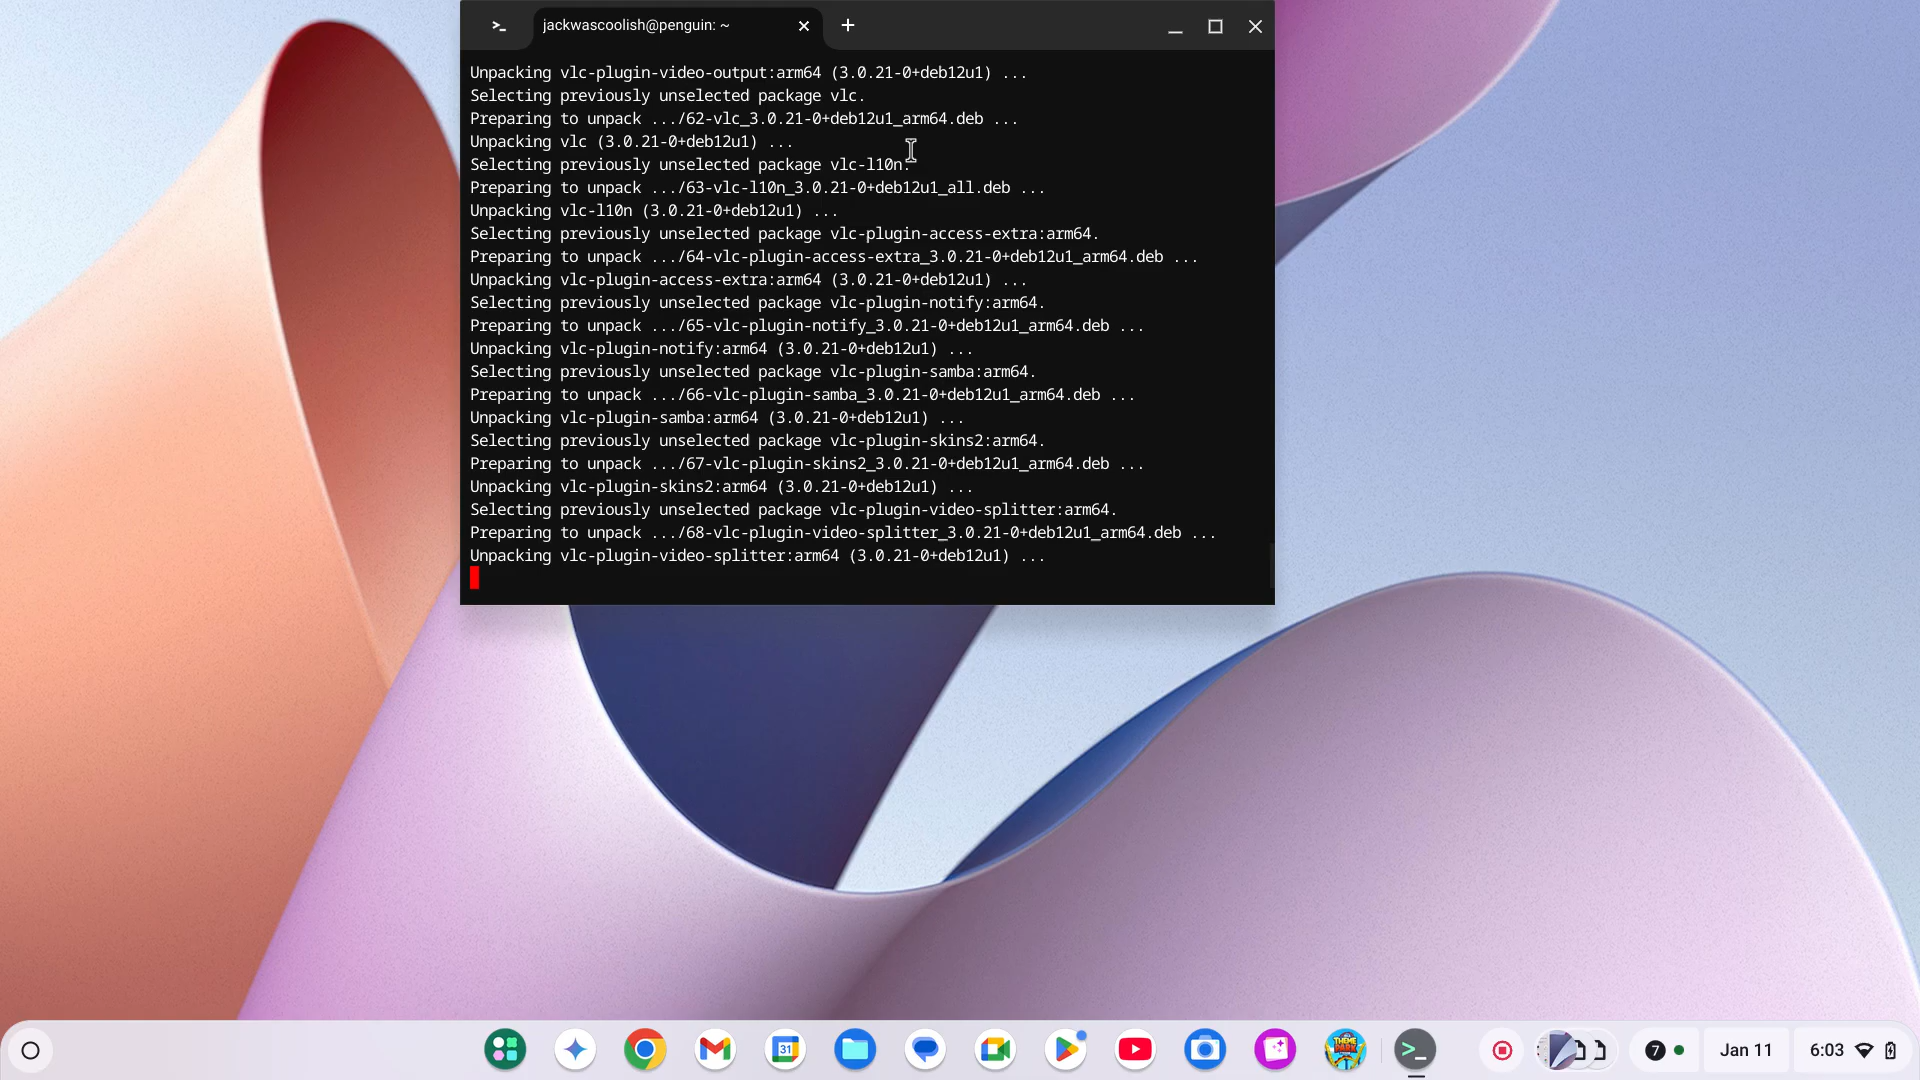 >_ jackwascoolish@penguin: ~
Unpacking vlc-plugin-video-output:arm64 (3.0.21-0+deb12u1) ...
Selecting previously unselected package vlc.
Preparing to unpack .../62-vlc_3.0.21-0+deb12u1_arm64.deb ...
Unpacking vlc (3.0.21-0+deb12u1) ...
Selecting previously unselected package vlc-l10n.
Preparing to unpack .../63-vlc-l10n_3.0.21-0+deb12u1_all.deb ...
Unpacking vlc-l10n (3.0.21-0+deb12u1) ...
Selecting previously unselected package vlc-plugin-access-extra:arm64.
Preparing to unpack .../64-vlc-plugin-access-extra_3.0.21-0+deb12u1_arm64.deb ...
Unpacking vlc-plugin-access-extra:arm64 (3.0.21-0+deb12u1) ...
Selecting previously unselected package vlc-plugin-notify:arm64.
Preparing to unpack .../65-vlc-plugin-notify_3.0.21-0+deb12u1_arm64.deb ...
Unpacking vlc-plugin-notify:arm64 (3.0.21-0+deb12u1) ...
Selecting previously unselected package vlc-plugin-samba:arm64.
Preparing to unpack .../66-vlc-plugin-samba_3.0.21-0+deb12u1_arm64.deb ...
Unpacking vlc-plugin-samba:arm64 (3.0.21-0+deb12u1) ...
Selecting previously unselected package vlc-plugin-skins2:arm64.
Preparing to unpack .../67-vlc-plugin-skins2_3.0.21-0+deb12u1_arm64.deb ...
Unpacking vlc-plugin-skins2:arm64 (3.0.21-0+deb12u1) ...
Selecting previously unselected package vlc-plugin-video-splitter:arm64.
Preparing to unpack .../68-vlc-plugin-video-splitter_3.0.21-0+deb12u1_arm64.deb ...
Unpacking vlc-plugin-video-splitter:arm64 (3.0.21-0+deb12u1) ...
31 THEME PARK >_ 7 Jan 11 6:03